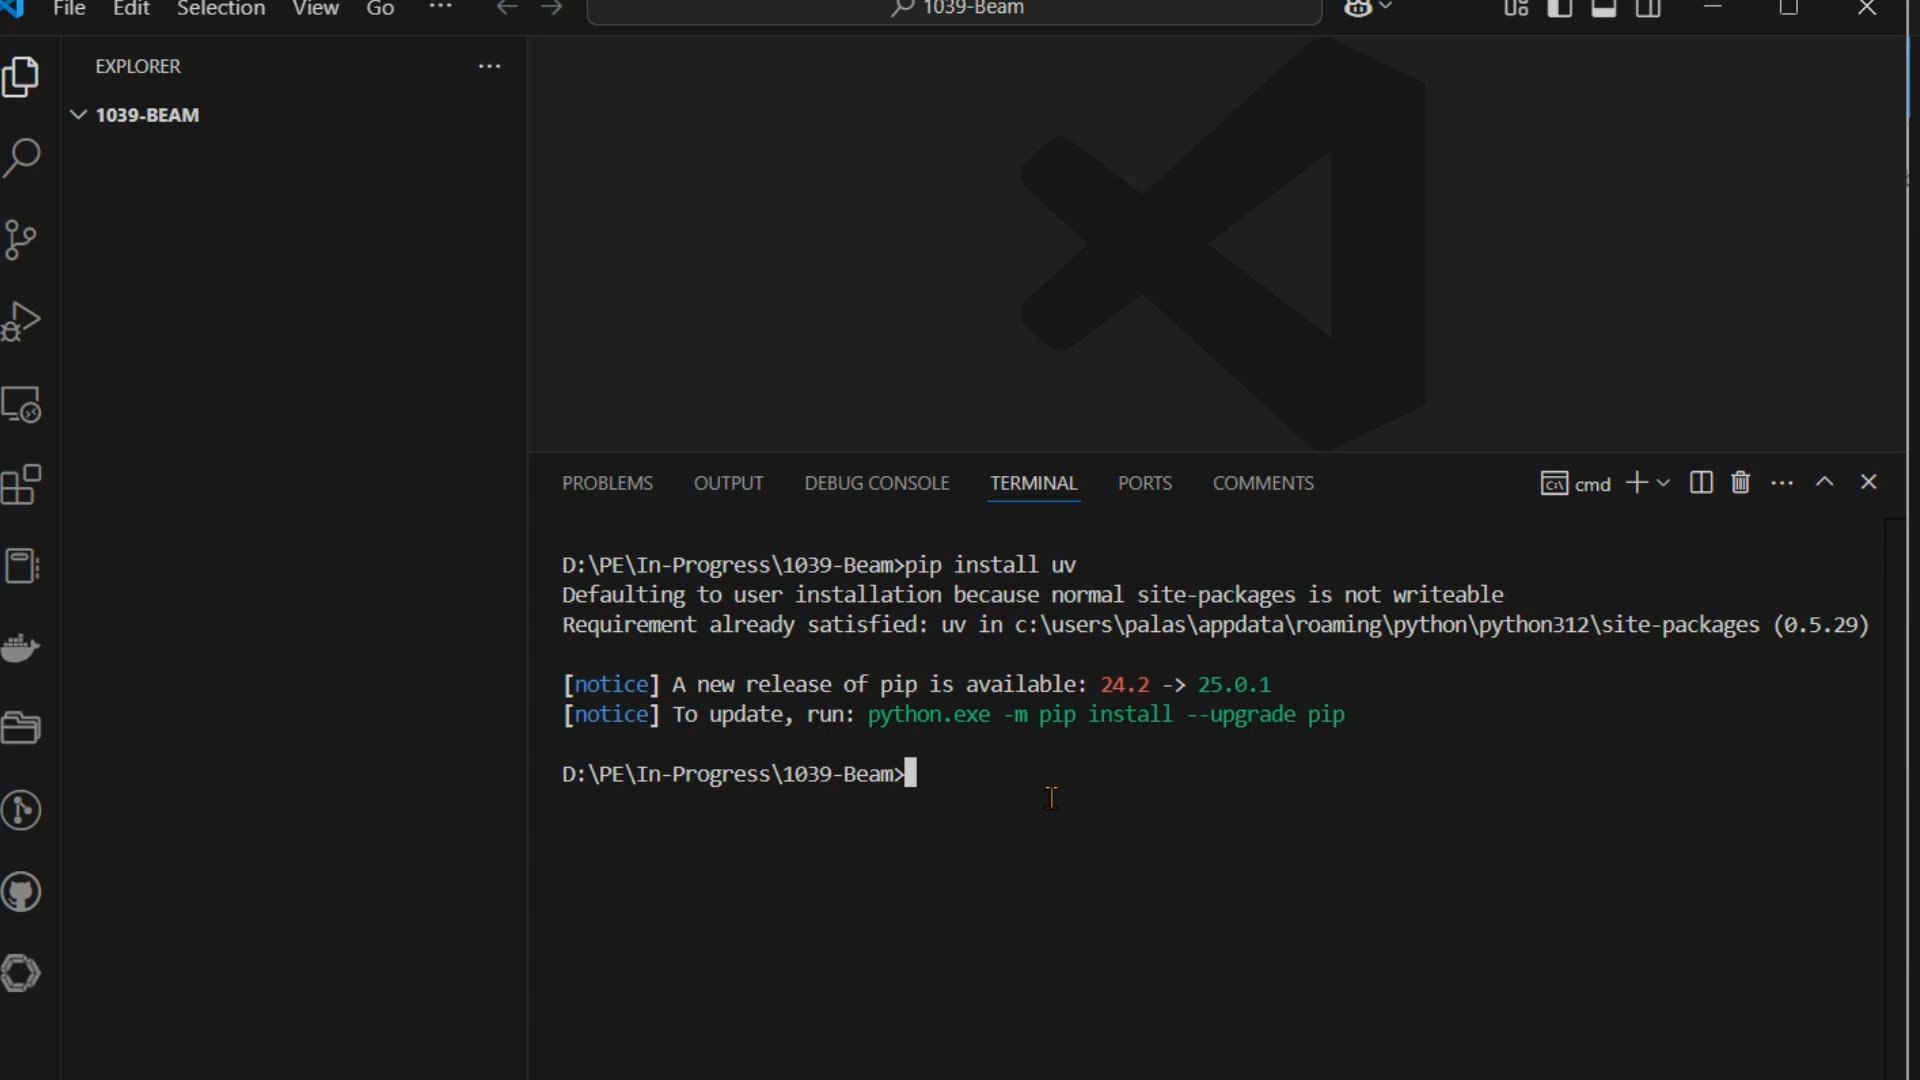 File Edit Selection View Go ...
1039-Beam
EXPLORER
1039-BEAM
PROBLEMS OUTPUT DEBUG CONSOLE TERMINAL PORTS COMMENTS
cmd
D:\PE\In-Progress\1039-Beam>pip install uv
Defaulting to user installation because normal site-packages is not writeable
Requirement already satisfied: uv in c:\users\palas\appdata\roaming\python\python312\site-packages (0.5.29)
[notice] A new release of pip is available: 24.2 -> 25.0.1
[notice] To update, run: python.exe -m pip install --upgrade pip
D:\PE\In-Progress\1039-Beam>